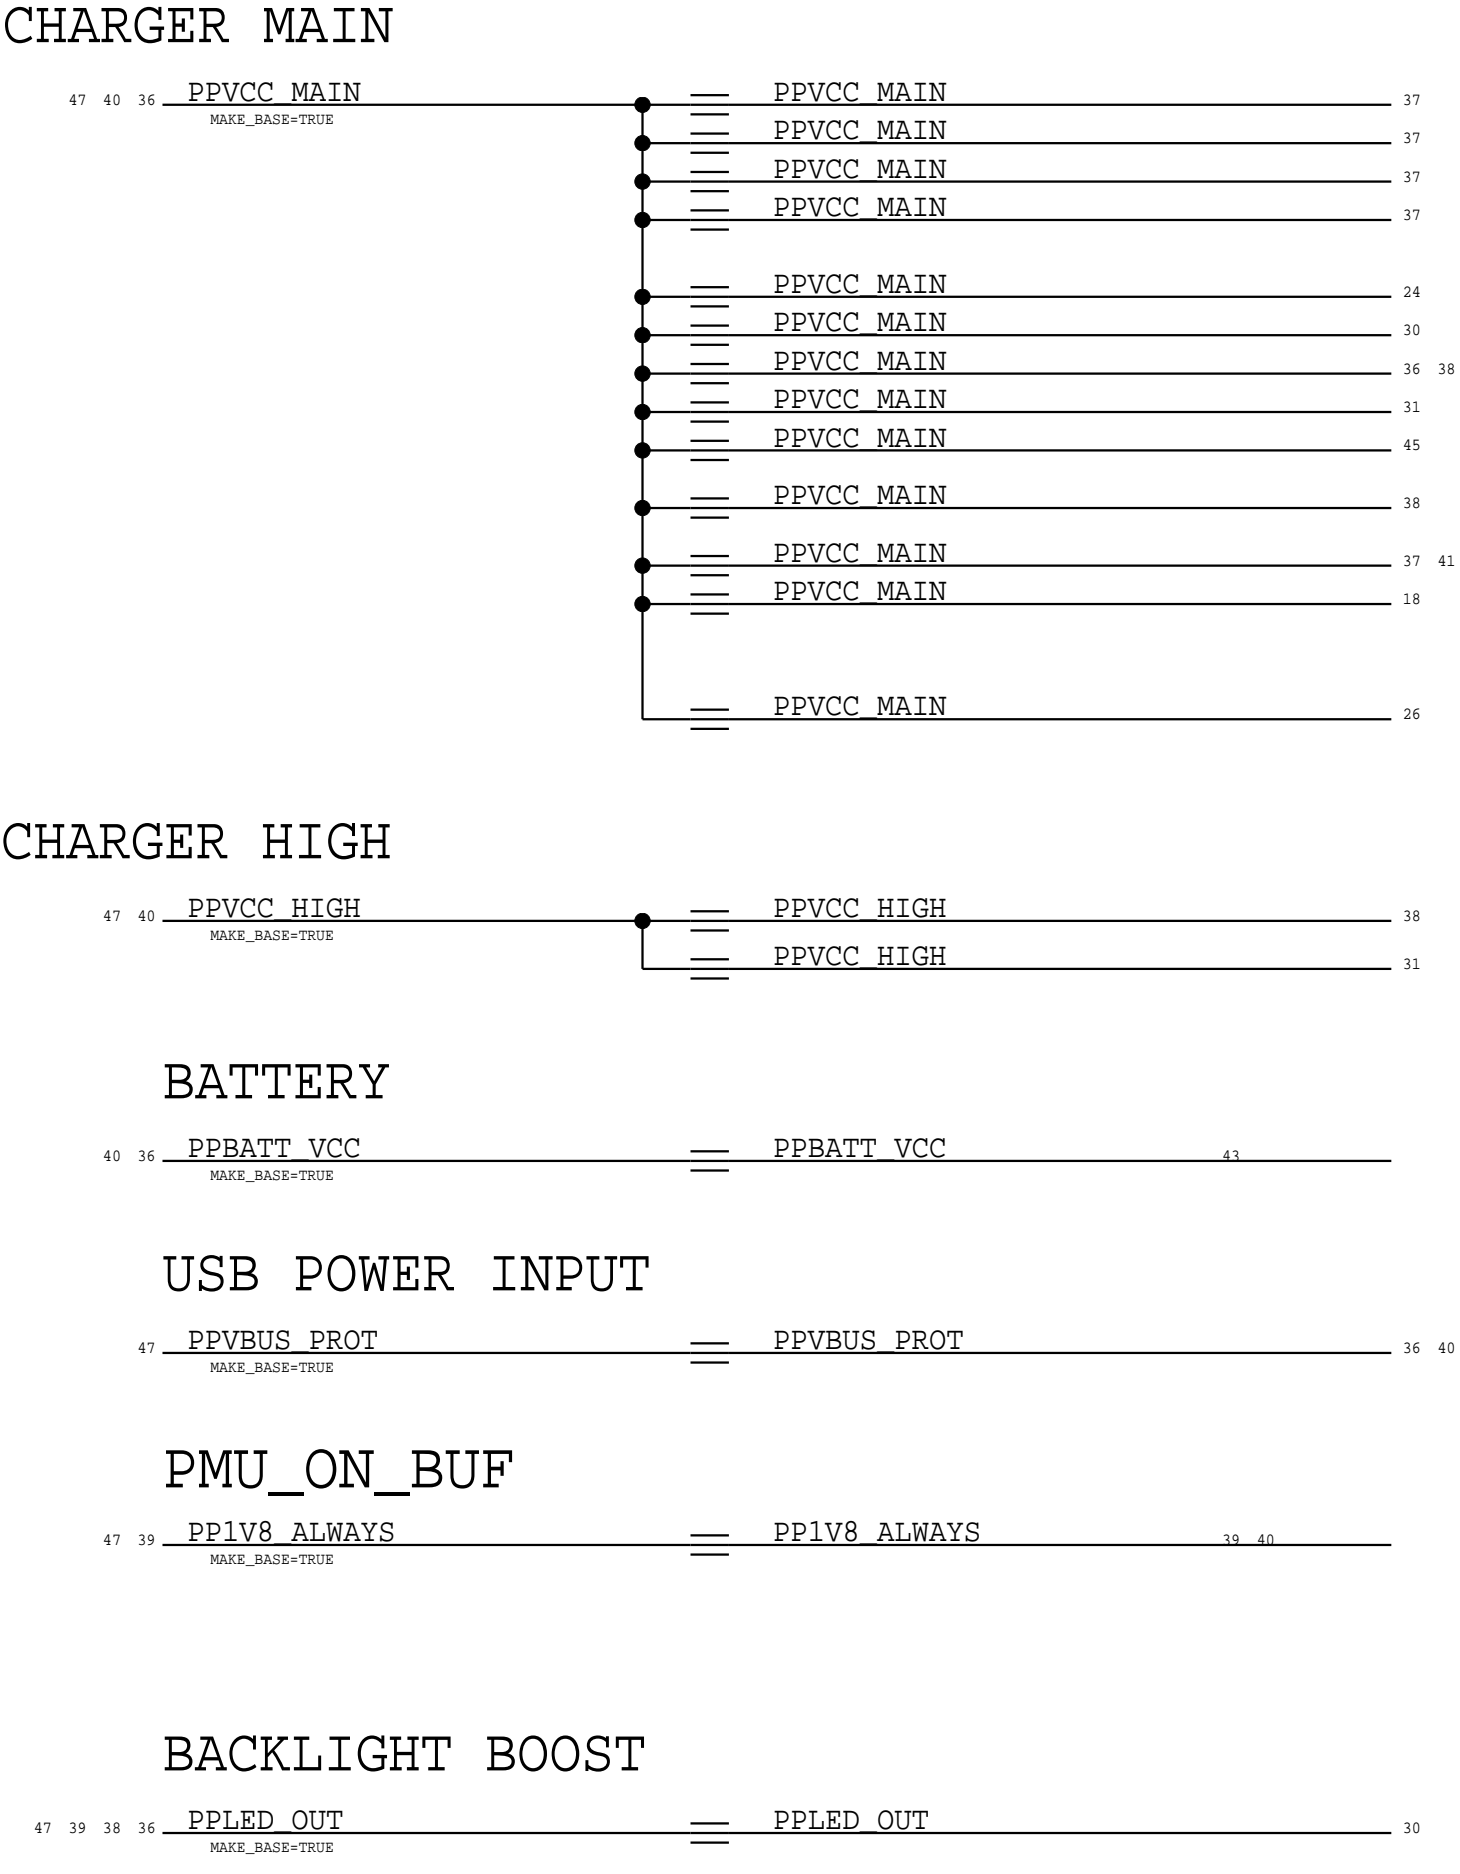 CHARGER MAIN
47 40 36 PPVCC_MAIN PPVCC_MAIN 37
MAKE_BASE=TRUE
PPVCC_MAIN 37
PPVCC_MAIN 37
PPVCC_MAIN 37
PPVCC_MAIN 24
PPVCC_MAIN 30
PPVCC_MAIN 36 38
PPVCC_MAIN 31
PPVCC_MAIN 45
PPVCC_MAIN 38
PPVCC_MAIN 37 41
PPVCC_MAIN 18
PPVCC_MAIN 26
CHARGER HIGH
47 40 PPVCC_HIGH PPVCC_HIGH 38
MAKE_BASE=TRUE
PPVCC_HIGH 31
BATTERY
40 36 PPBATT_VCC PPBATT_VCC 43
MAKE_BASE=TRUE
USB POWER INPUT
47 PPVBUS_PROT PPVBUS_PROT 36 40
MAKE_BASE=TRUE
PMU_ON_BUF
47 39 PP1V8_ALWAYS PP1V8_ALWAYS 39 40
MAKE_BASE=TRUE
BACKLIGHT BOOST
47 39 38 36 PPLED_OUT PPLED_OUT 30
MAKE_BASE=TRUE